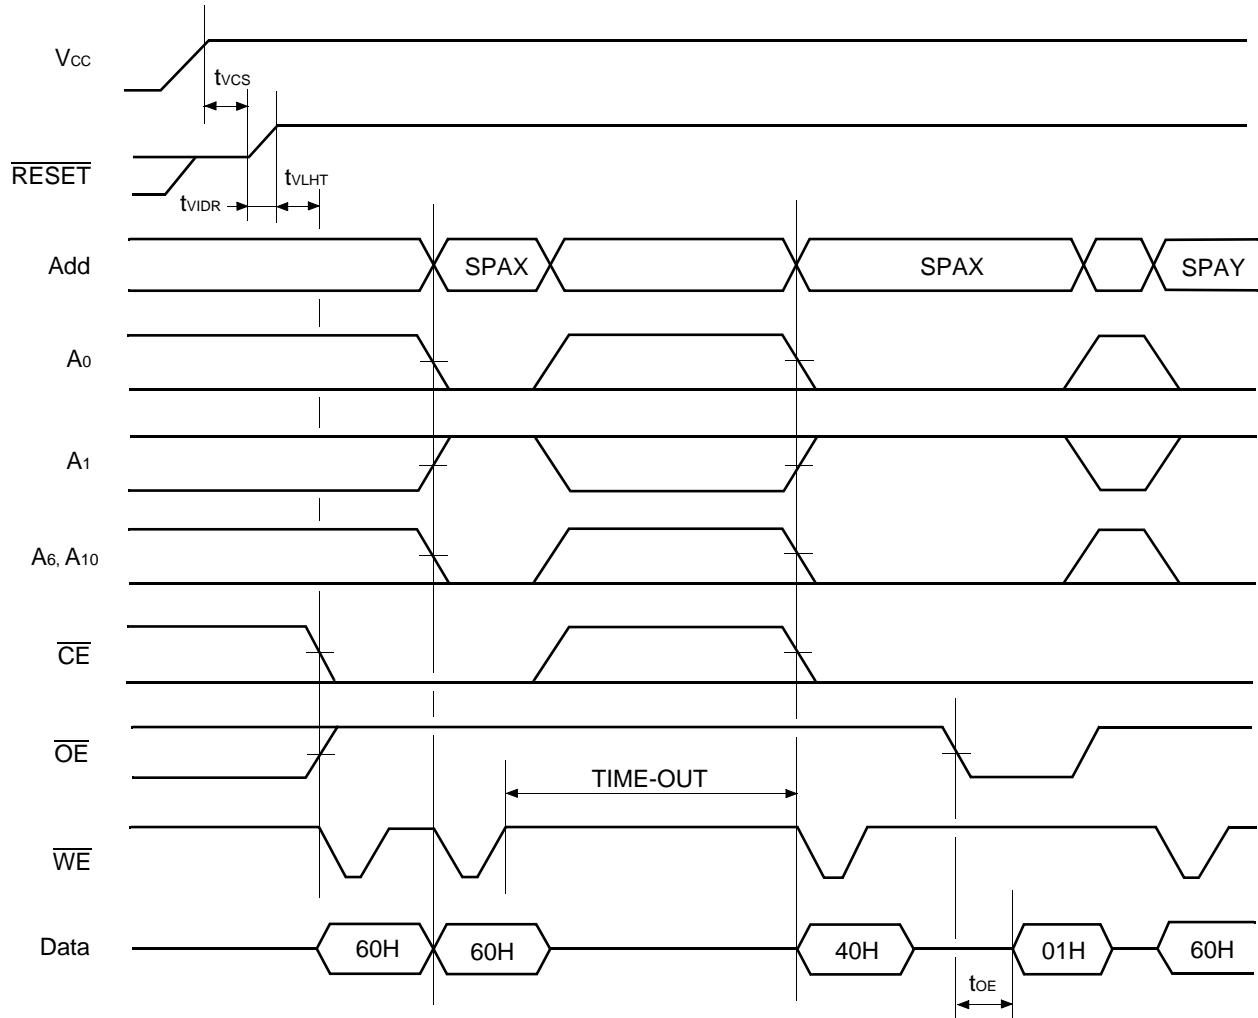 VCC
tVCS
RESET
tVLHT
tVIDR
Add
SPAX
SPAX
SPAY
A0
A1
A6, A10
CE
OE
TIME-OUT
WE
Data
60H
60H
40H
01H
60H
tOE